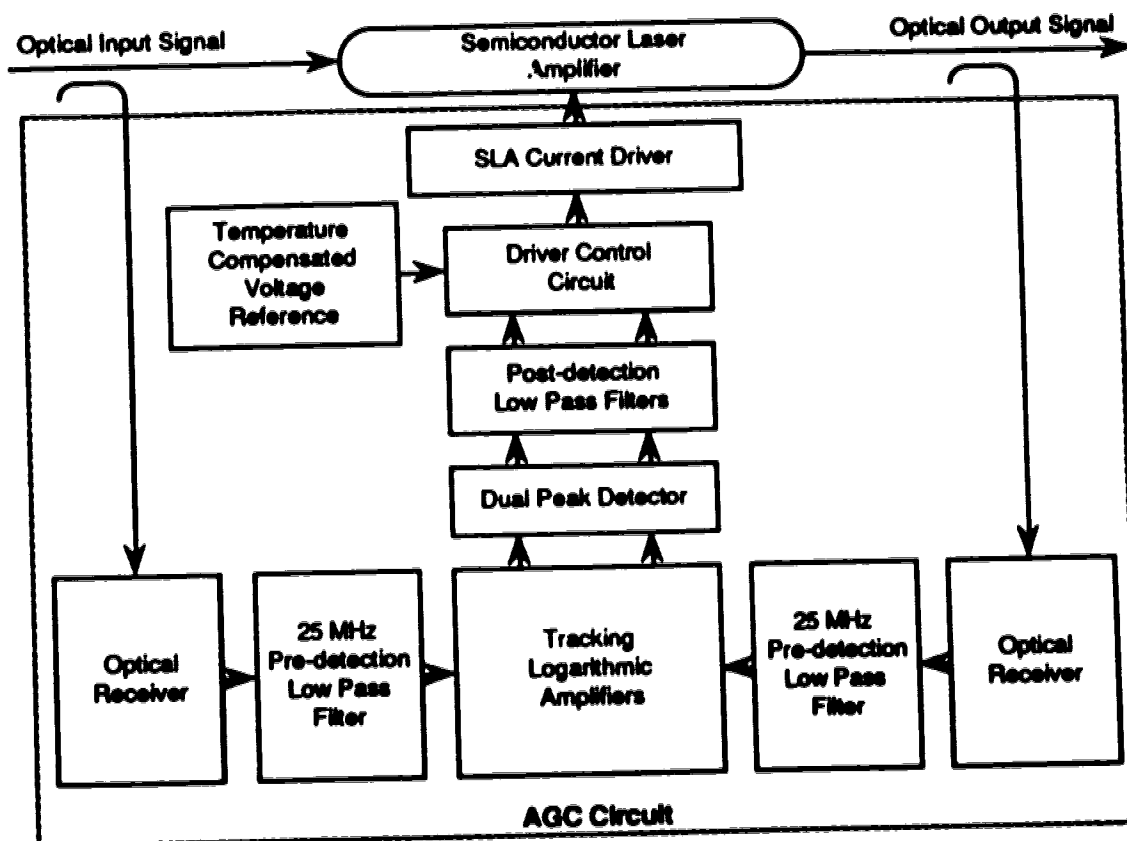 Optical Input Signal
Semiconductor Laser
Amplifier
Optical Output Signal
SLA Current Driver
Temperature
Compensated
Voltage
Reference
Driver Control
Circuit
Post-detection
Low Pass Filters
Dual Peak Detector
Optical
Receiver
25 MHz
Pre-detection
Low Pass
Filter
Tracking
Logarithmic
Amplifiers
25 MHz
Pre-detection
Low Pass
Filter
Optical
Receiver
AGC Circuit